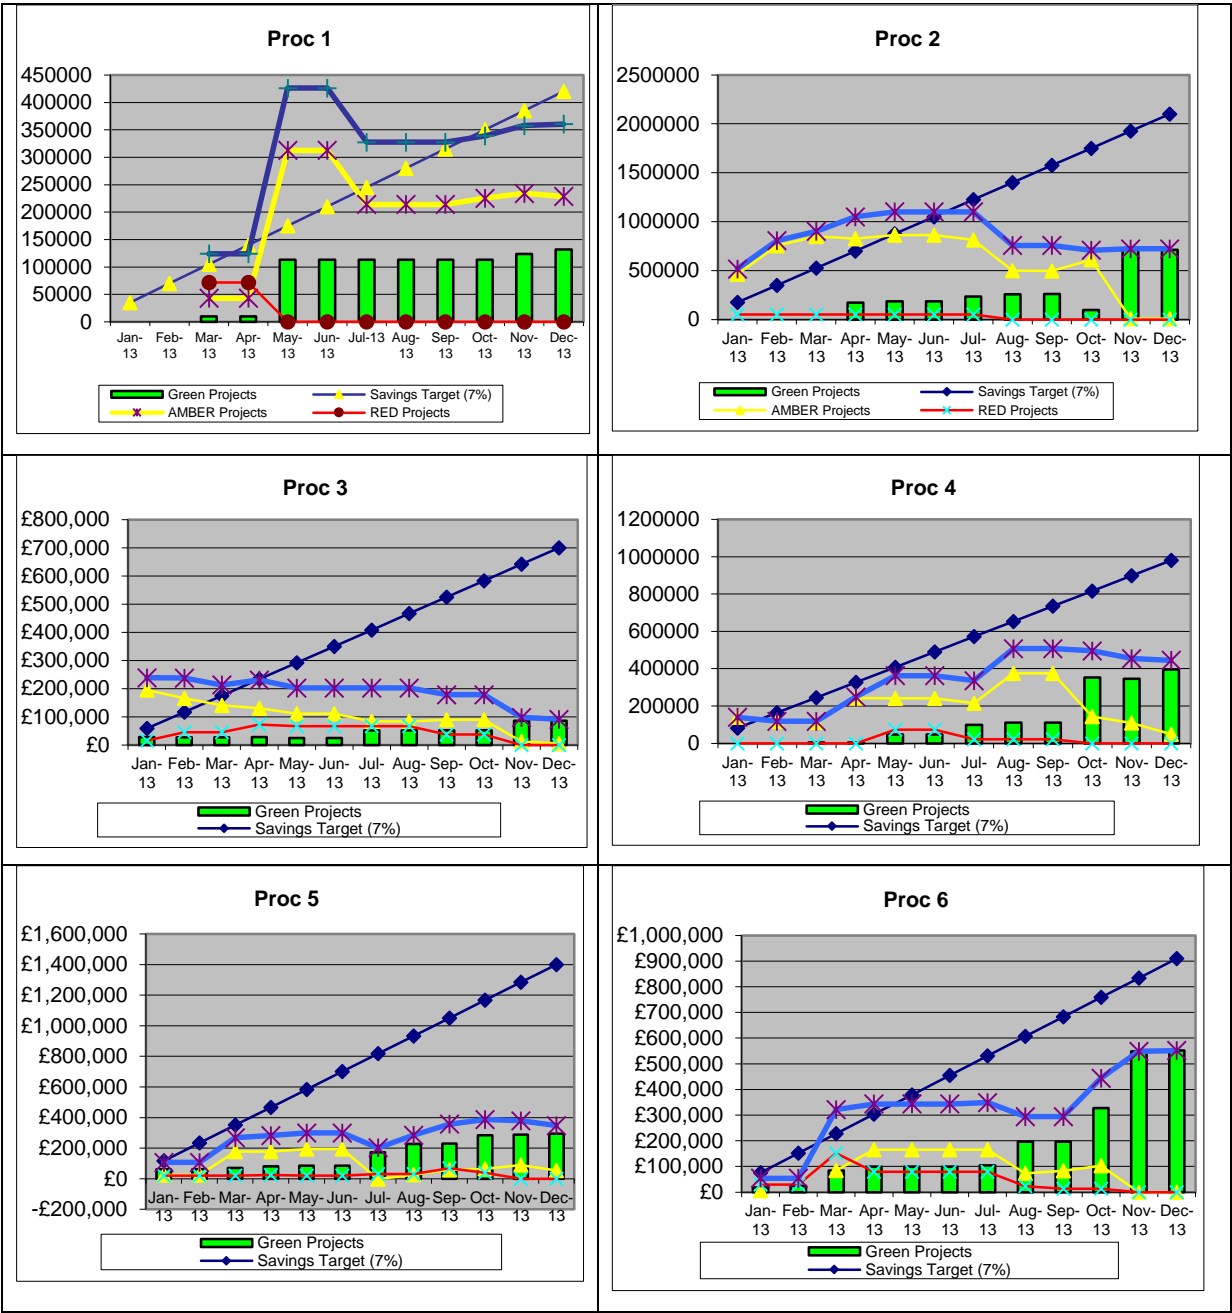 Proc 1
450000
400000
350000
300000
250000
200000
150000
100000
50000
0
Jan- Feb- Mar- Apr- May- Jun- Jul-13 Aug- Sep- Oct- Nov- Dec-
13 13 13 13 13 13 13 13 13 13 13
Green Projects Savings Target (7%)
AMBER Projects RED Projects
Proc 2
2500000
2000000
1500000
1000000
500000
0
Jan- Feb- Mar- Apr- May- Jun- Jul- Aug- Sep- Oct- Nov- Dec-
13 13 13 13 13 13 13 13 13 13 13 13
Green Projects Savings Target (7%)
AMBER Projects RED Projects
Proc 3
£800,000
£700,000
£600,000
£500,000
£400,000
£300,000
£200,000
£100,000
£0
Jan- Feb- Mar- Apr- May- Jun- Jul- Aug- Sep- Oct- Nov- Dec-
13 13 13 13 13 13 13 13 13 13 13 13
Green Projects
Savings Target (7%)
Proc 4
1200000
1000000
800000
600000
400000
200000
0
Jan- Feb- Mar- Apr- May- Jun- Jul- Aug- Sep- Oct- Nov- Dec-
13 13 13 13 13 13 13 13 13 13 13 13
Green Projects
Savings Target (7%)
Proc 5
£1,600,000
£1,400,000
£1,200,000
£1,000,000
£800,000
£600,000
£400,000
£200,000
£0
-£200,000
Jan- Feb- Mar- Apr- May- Jun- Jul- Aug- Sep- Oct- Nov- Dec-
13 13 13 13 13 13 13 13 13 13 13 13
Green Projects
Savings Target (7%)
Proc 6
£1,000,000
£900,000
£800,000
£700,000
£600,000
£500,000
£400,000
£300,000
£200,000
£100,000
£0
Jan- Feb- Mar- Apr- May- Jun- Jul- Aug- Sep- Oct- Nov- Dec-
13 13 13 13 13 13 13 13 13 13 13 13
Green Projects
Savings Target (7%)